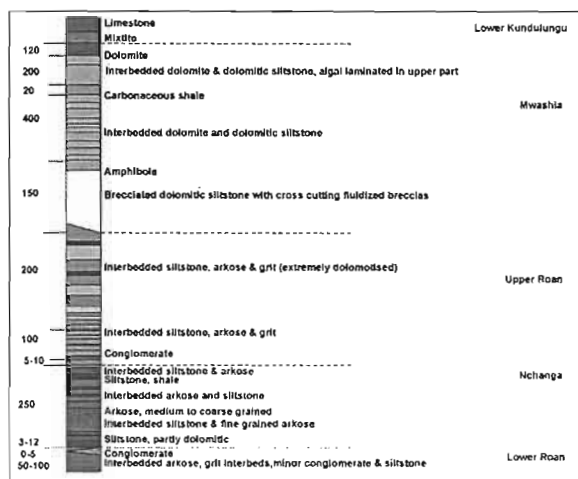 Limestone
Lower Kundulungu
Mixtite
120
Dolomite
200
Interbedded dolomite & dolomitic siltstone, algal laminated in upper part
20
Carbonaceous shale
Mwashia
400
Interbedded dolomite and dolomitic siltstone
Amphibole
150
Brecciated dolomitic siltstone with cross cutting fluidized breccias
200
Interbedded siltstone, arkose & grit (extremely dolomotised)
Upper Roan
100
Interbedded siltstone, arkose & grit
Conglomerate
5-10
Interbedded siltstone & arkose
Nchanga
Siltstone, shale
Interbedded arkose and siltstone
250
Arkose, medium to coarse grained
Interbedded siltstone & fine grained arkose
3-12
Siltstone, partly dolomitic
0-5
Conglomerate
Lower Roan
50-100
Interbedded arkose, grit interbeds,minor conglomerate & siltstone